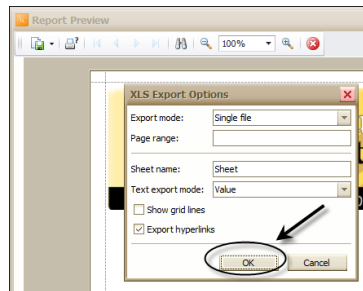 Report Preview
100%
XLS Export Options
Export mode:
Single file
Page range:
Sheet name:
Sheet
Text export mode:
Value
Show grid lines
Export hyperlinks
OK
Cancel